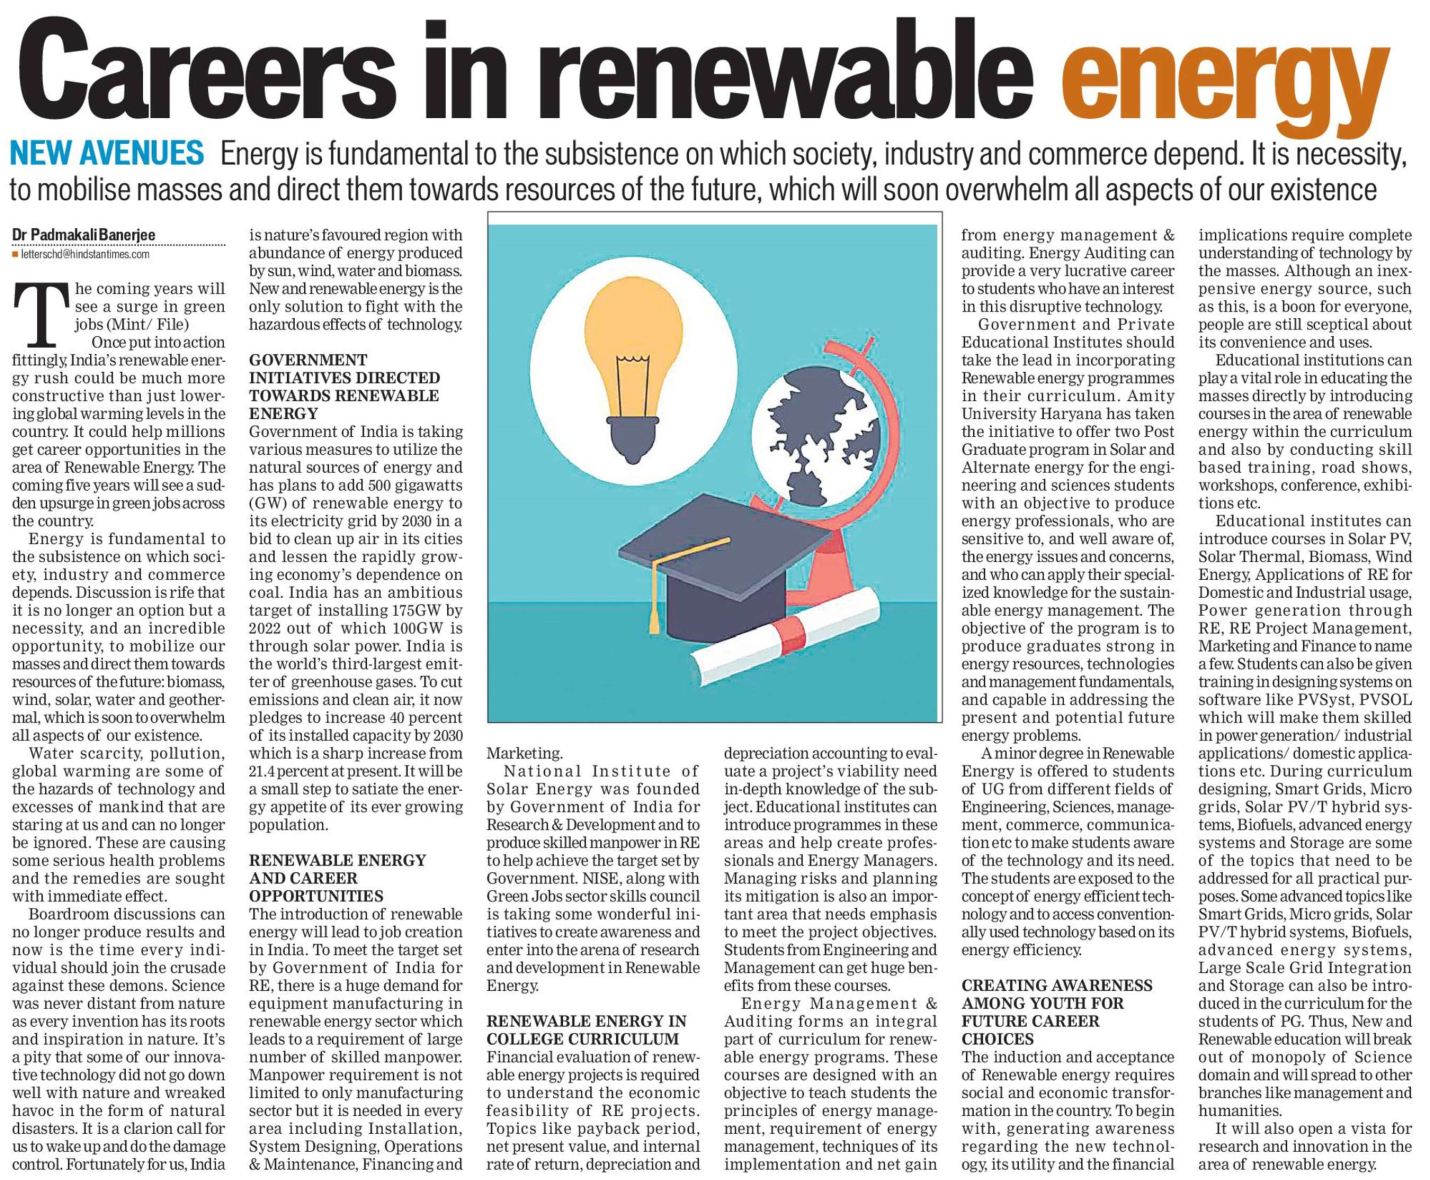 Careers in renewable energy
NEW AVENUES Energy is fundamental to the subsistence on which society, industry and commerce depend. It is necessity,
to mobilise masses and direct them towards resources of the future, which will soon overwhelm all aspects of our existence
Dr Padmakali Banerjee
letterschd@hindstantimes.com
The coming years will
see a surge in green
jobs (Mint/ File)
Once put into action
fittingly, India's renewable ener-
gy rush could be much more
constructive than just lower-
ing global warming levels in the
country. It could help millions
get career opportunities in the
area of Renewable Energy. The
coming five years will see a sud-
den upsurge in green jobs across
the country.
Energy is fundamental to
the subsistence on which soci-
ety, industry and commerce
depends. Discussion is rife that
it is no longer an option but a
necessity, and an incredible
opportunity, to mobilize our
masses and direct them towards
resources of the future: biomass,
wind, solar, water and geother-
mal, which is soon to overwhelm
all aspects of our existence.
Water scarcity, pollution,
global warming are some of
the hazards of technology and
excesses of mankind that are
staring at us and can no longer
be ignored. These are causing
some serious health problems
and the remedies are sought
with immediate effect.
Boardroom discussions can
no longer produce results and
now is the time every indi-
vidual should join the crusade
against these demons. Science
was never distant from nature
as every invention has its roots
and inspiration in nature. It's
a pity that some of our innova-
tive technology did not go down
well with nature and wreaked
havoc in the form of natural
disasters. It is a clarion call for
us to wake up and do the damage
control. Fortunately for us, India
is nature's favoured region with
abundance of energy produced
by sun, wind, water and biomass.
New and renewable energy is the
only solution to fight with the
hazardous effects of technology.
GOVERNMENT
INITIATIVES DIRECTED
TOWARDS RENEWABLE
ENERGY
Government of India is taking
various measures to utilize the
natural sources of energy and
has plans to add 500 gigawatts
(GW) of renewable energy to
its electricity grid by 2030 in a
bid to clean up air in its cities
and lessen the rapidly grow-
ing economy's dependence on
coal. India has an ambitious
target of installing 175GW by
2022 out of which 100GW is
through solar power. India is
the world's third-largest emit-
ter of greenhouse gases. To cut
emissions and clean air, it now
pledges to increase 40 percent
of its installed capacity by 2030
which is a sharp increase from
21.4 percent at present. It will be
a small step to satiate the ener-
gy appetite of its ever growing
population.
RENEWABLE ENERGY
AND CAREER
OPPORTUNITIES
The introduction of renewable
energy will lead to job creation
in India. To meet the target set
by Government of India for
RE, there is a huge demand for
equipment manufacturing in
renewable energy sector which
leads to a requirement of large
number of skilled manpower.
Manpower requirement is not
limited to only manufacturing
sector but it is needed in every
area including Installation,
System Designing, Operations
& Maintenance, Financing and
Marketing.
National Institute of
Solar Energy was founded
by Government of India for
Research & Development and to
produce skilled manpower in RE
to help achieve the target set by
Government. NISE, along with
Green Jobs sector skills council
is taking some wonderful ini-
tiatives to create awareness and
enter into the arena of research
and development in Renewable
Energy.
RENEWABLE ENERGY IN
COLLEGE CURRICULUM
Financial evaluation of renew-
able energy projects is required
to understand the economic
feasibility of RE projects.
Topics like payback period,
net present value, and internal
rate of return, depreciation and
depreciation accounting to eval-
uate a project's viability need
in-depth knowledge of the sub-
ject. Educational institutes can
introduce programmes in these
areas and help create profes-
sionals and Energy Managers.
Managing risks and planning
its mitigation is also an impor-
tant area that needs emphasis
to meet the project objectives.
Students from Engineering and
Management can get huge ben-
efits from these courses.
Energy Management &
Auditing forms an integral
part of curriculum for renew-
able energy programs. These
courses are designed with an
objective to teach students the
principles of energy manage-
ment, requirement of energy
management, techniques of its
implementation and net gain
from energy management &
auditing. Energy Auditing can
provide a very lucrative career
to students who have an interest
in this disruptive technology.
Government and Private
Educational Institutes should
take the lead in incorporating
Renewable energy programmes
in their curriculum. Amity
University Haryana has taken
the initiative to offer two Post
Graduate program in Solar and
Alternate energy for the engi-
neering and sciences students
with an objective to produce
energy professionals, who are
sensitive to, and well aware of,
the energy issues and concerns,
and who can apply their special-
ized knowledge for the sustain-
able energy management. The
objective of the program is to
produce graduates strong in
energy resources, technologies
and management fundamentals,
and capable in addressing the
present and potential future
energy problems.
A minor degree in Renewable
Energy is offered to students
of UG from different fields of
Engineering, Sciences, manage-
ment, commerce, communica-
tion etc to make students aware
of the technology and its need.
The students are exposed to the
concept of energy efficient tech-
nology and to access convention-
ally used technology based on its
energy efficiency.
CREATING AWARENESS
AMONG YOUTH FOR
FUTURE CAREER
CHOICES
The induction and acceptance
of Renewable energy requires
social and economic transfor-
mation in the country. To begin
with, generating awareness
regarding the new technol-
ogy, its utility and the financial
implications require complete
understanding of technology by
the masses. Although an inex-
pensive energy source, such
as this, is a boon for everyone,
people are still sceptical about
its convenience and uses.
Educational institutions can
play a vital role in educating the
masses directly by introducing
courses in the area of renewable
energy within the curriculum
and also by conducting skill
based training, road shows,
workshops, conference, exhibi-
tions etc.
Educational institutes can
introduce courses in Solar PV,
Solar Thermal, Biomass, Wind
Energy, Applications of RE for
Domestic and Industrial usage,
Power generation through
RE, RE Project Management,
Marketing and Finance to name
a few. Students can also be given
training in designing systems on
software like PVSyst, PVSOL
which will make them skilled
in power generation/ industrial
applications/ domestic applica-
tions etc. During curriculum
designing, Smart Grids, Micro
grids, Solar PV/T hybrid sys-
tems, Biofuels, advanced energy
systems and Storage are some
of the topics that need to be
addressed for all practical pur-
poses. Some advanced topics like
Smart Grids, Micro grids, Solar
PV/T hybrid systems, Biofuels,
advanced energy systems,
Large Scale Grid Integration
and Storage can also be intro-
duced in the curriculum for the
students of PG. Thus, New and
Renewable education will break
out of monopoly of Science
domain and will spread to other
branches like management and
humanities.
It will also open a vista for
research and innovation in the
area of renewable energy.